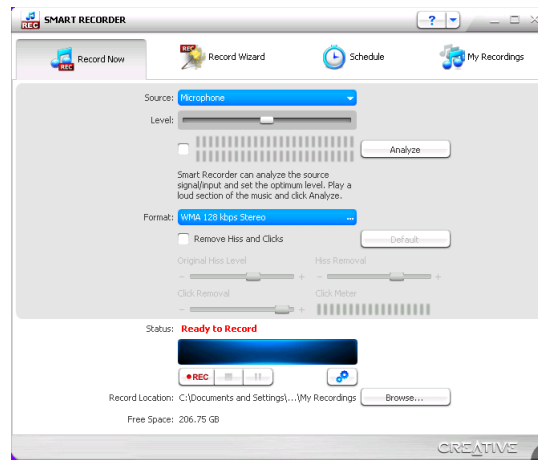 SMART RECORDER
?
Record Now
Record Wizard
Schedule
My Recordings
Source: Microphone
Level:
Analyze
Smart Recorder can analyze the source
signal/input and set the optimum level. Play a
loud section of the music and click Analyze.
Format: WMA 128 kbps Stereo ...
Remove Hiss and Clicks
Default
Original Hiss Level
Hiss Removal
- +
- +
Click Removal
Click Meter
- +
Status: Ready to Record
REC
Record Location: C:\Documents and Settings\...\My Recordings Browse...
Free Space: 206.75 GB
CREATIVE